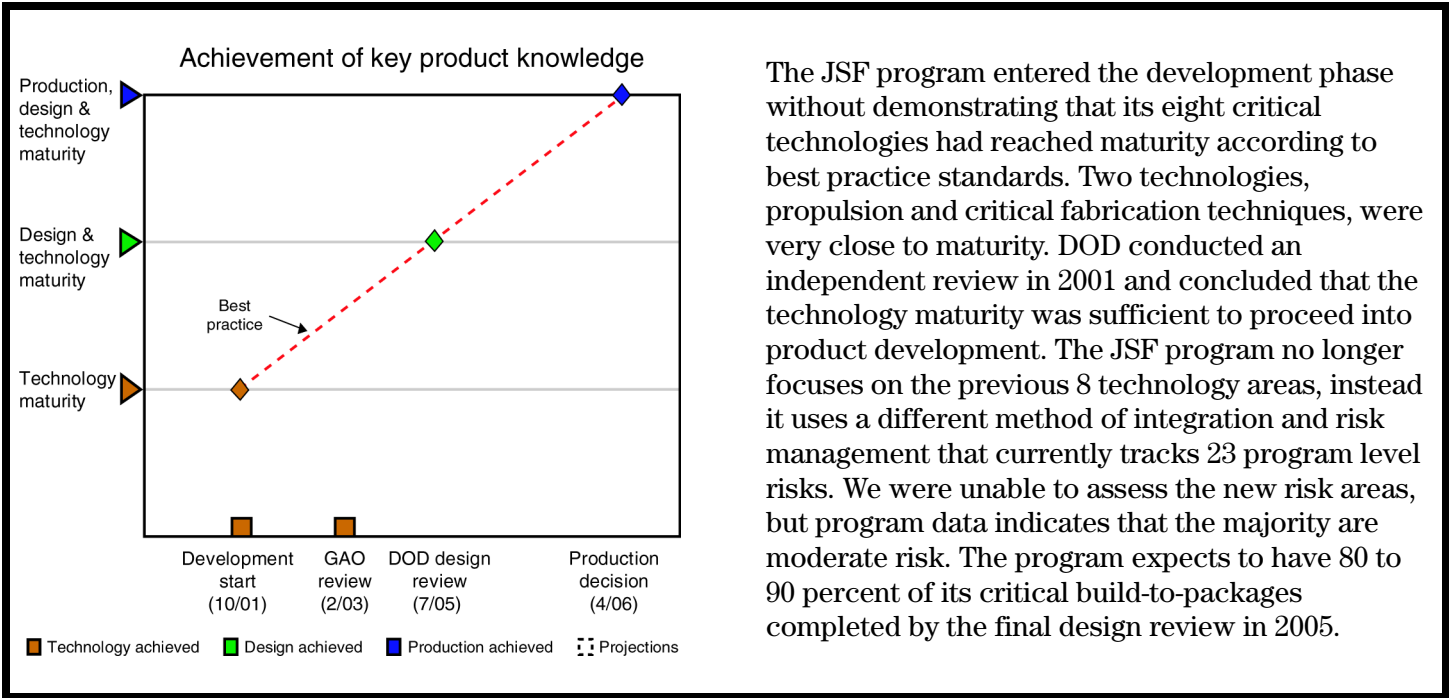 Achievement of key product knowledge
Production,
design &
technology
maturity
Design &
technology
maturity
Technology
maturity
Best
practice
Development
start
(10/01)
GAO
review
(2/03)
DOD design
review
(7/05)
Production
decision
(4/06)
Technology achieved
Design achieved
Production achieved
Projections
The JSF program entered the development phase
without demonstrating that its eight critical
technologies had reached maturity according to
best practice standards. Two technologies,
propulsion and critical fabrication techniques, were
very close to maturity. DOD conducted an
independent review in 2001 and concluded that the
technology maturity was sufficient to proceed into
product development. The JSF program no longer
focuses on the previous 8 technology areas, instead
it uses a different method of integration and risk
management that currently tracks 23 program level
risks. We were unable to assess the new risk areas,
but program data indicates that the majority are
moderate risk. The program expects to have 80 to
90 percent of its critical build-to-packages
completed by the final design review in 2005.